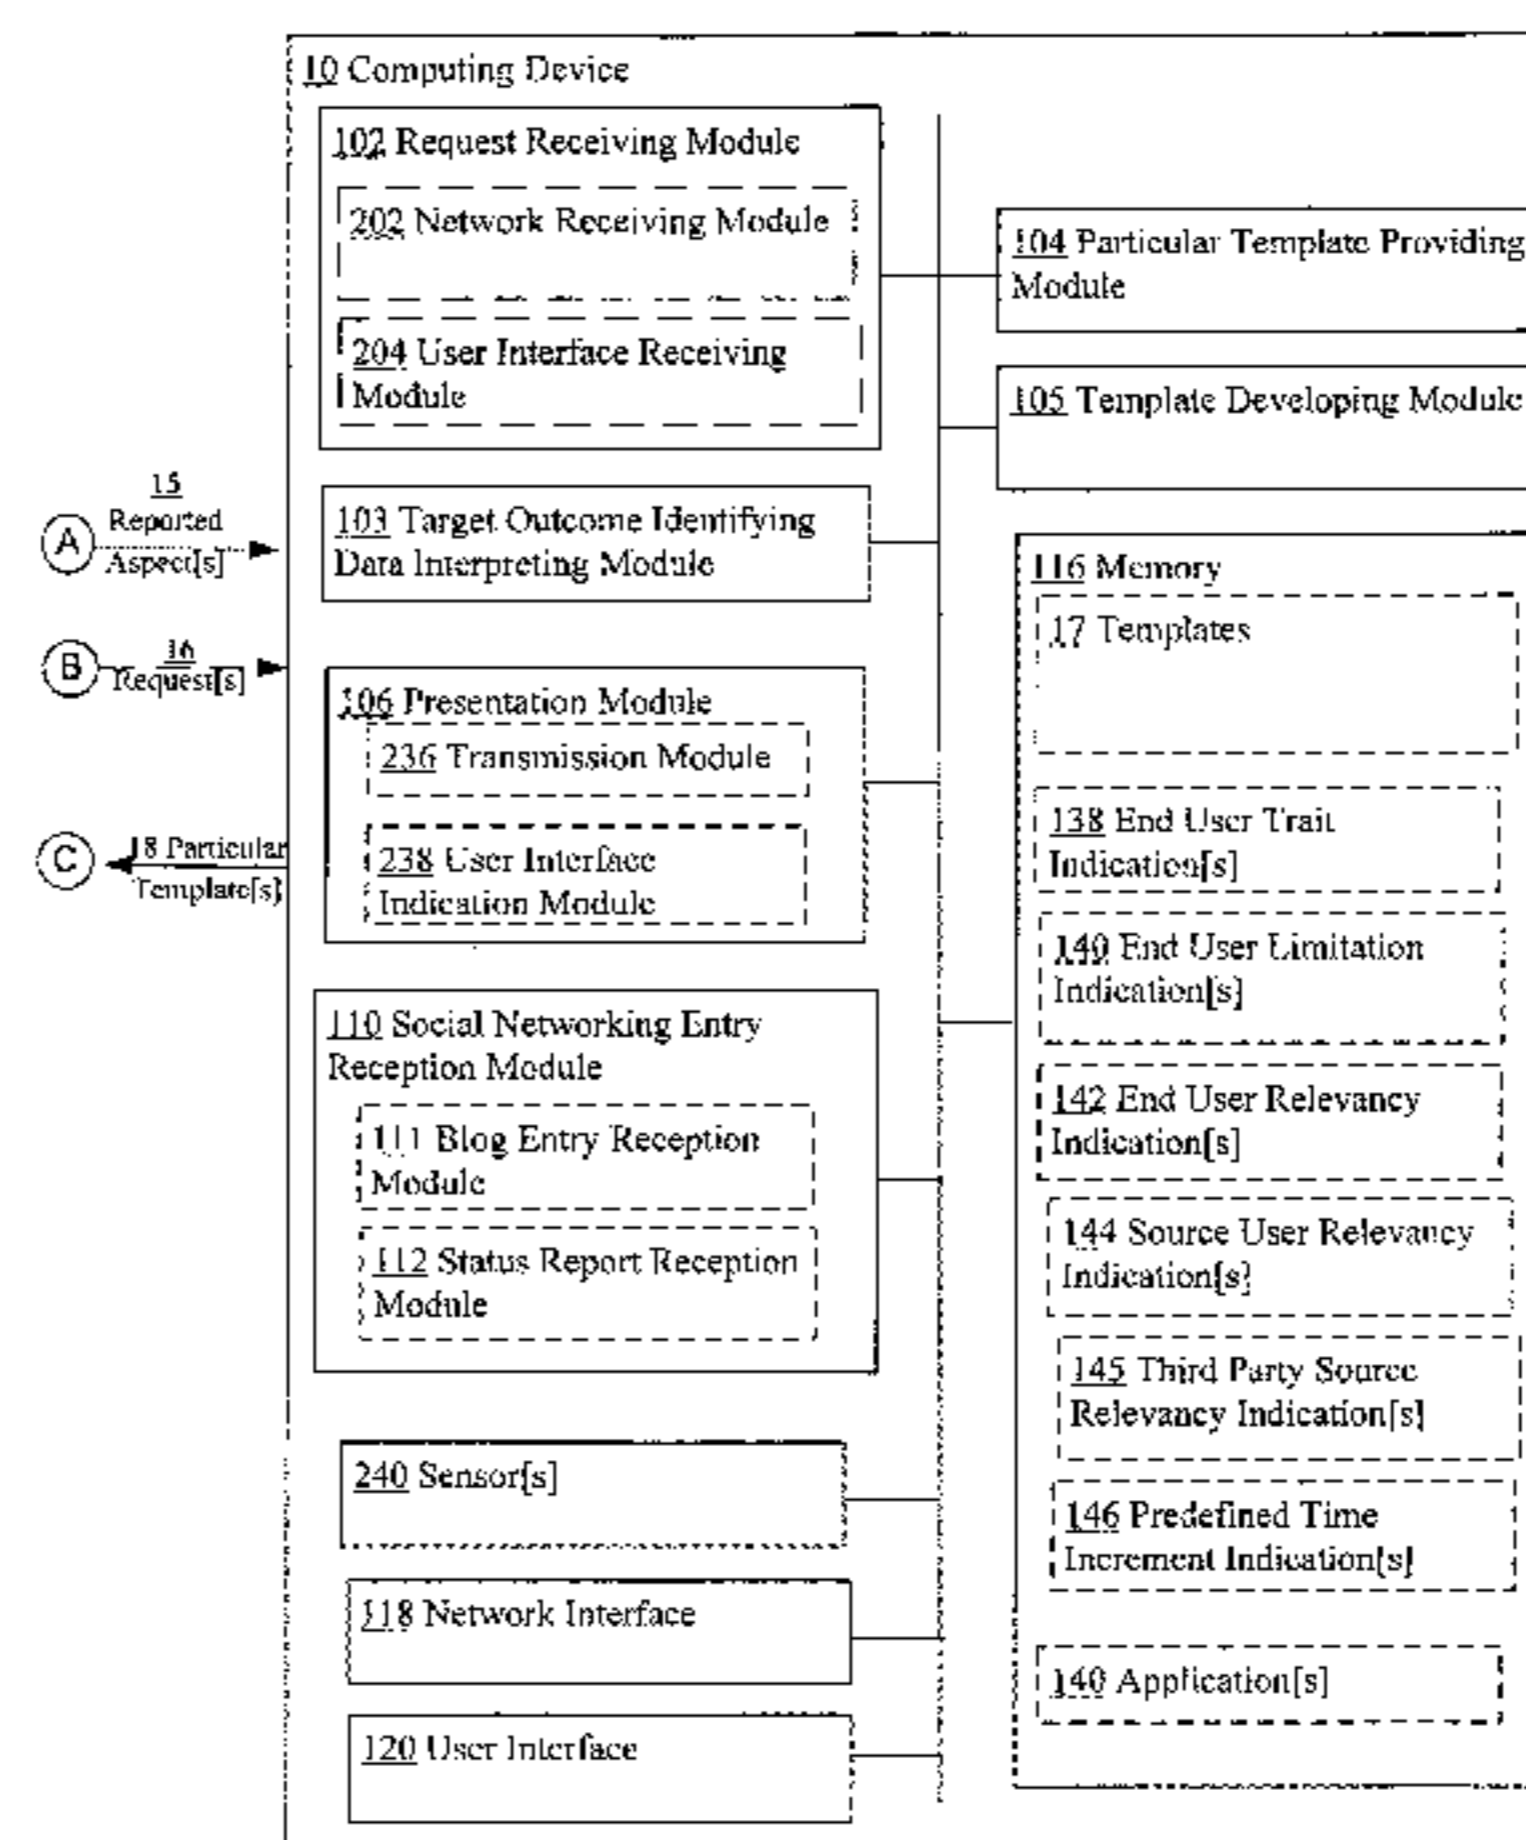 10 Computing Device
102 Request Receiving Module
202 Network Receiving Module
204 User Interface Receiving
Module
103 Target Outcome Identifying
Data Interpreting Module
15
Reported
Aspect[s]
A
16
Request[s]
B
106 Presentation Module
236 Transmission Module
238 User Interface
Indication Module
18 Particular
Template[s]
C
110 Social Networking Entry
Reception Module
111 Blog Entry Reception
Module
112 Status Report Reception
Module
240 Sensor[s]
118 Network Interface
120 User Interface
104 Particular Template Providing
Module
105 Template Developing Module
116 Memory
17 Templates
138 End User Trait
Indication[s]
140 End User Limitation
Indication[s]
142 End User Relevancy
Indication[s]
144 Source User Relevancy
Indication[s]
145 Third Party Source
Relevancy Indication[s]
146 Predefined Time
Increment Indication[s]
140 Application[s]